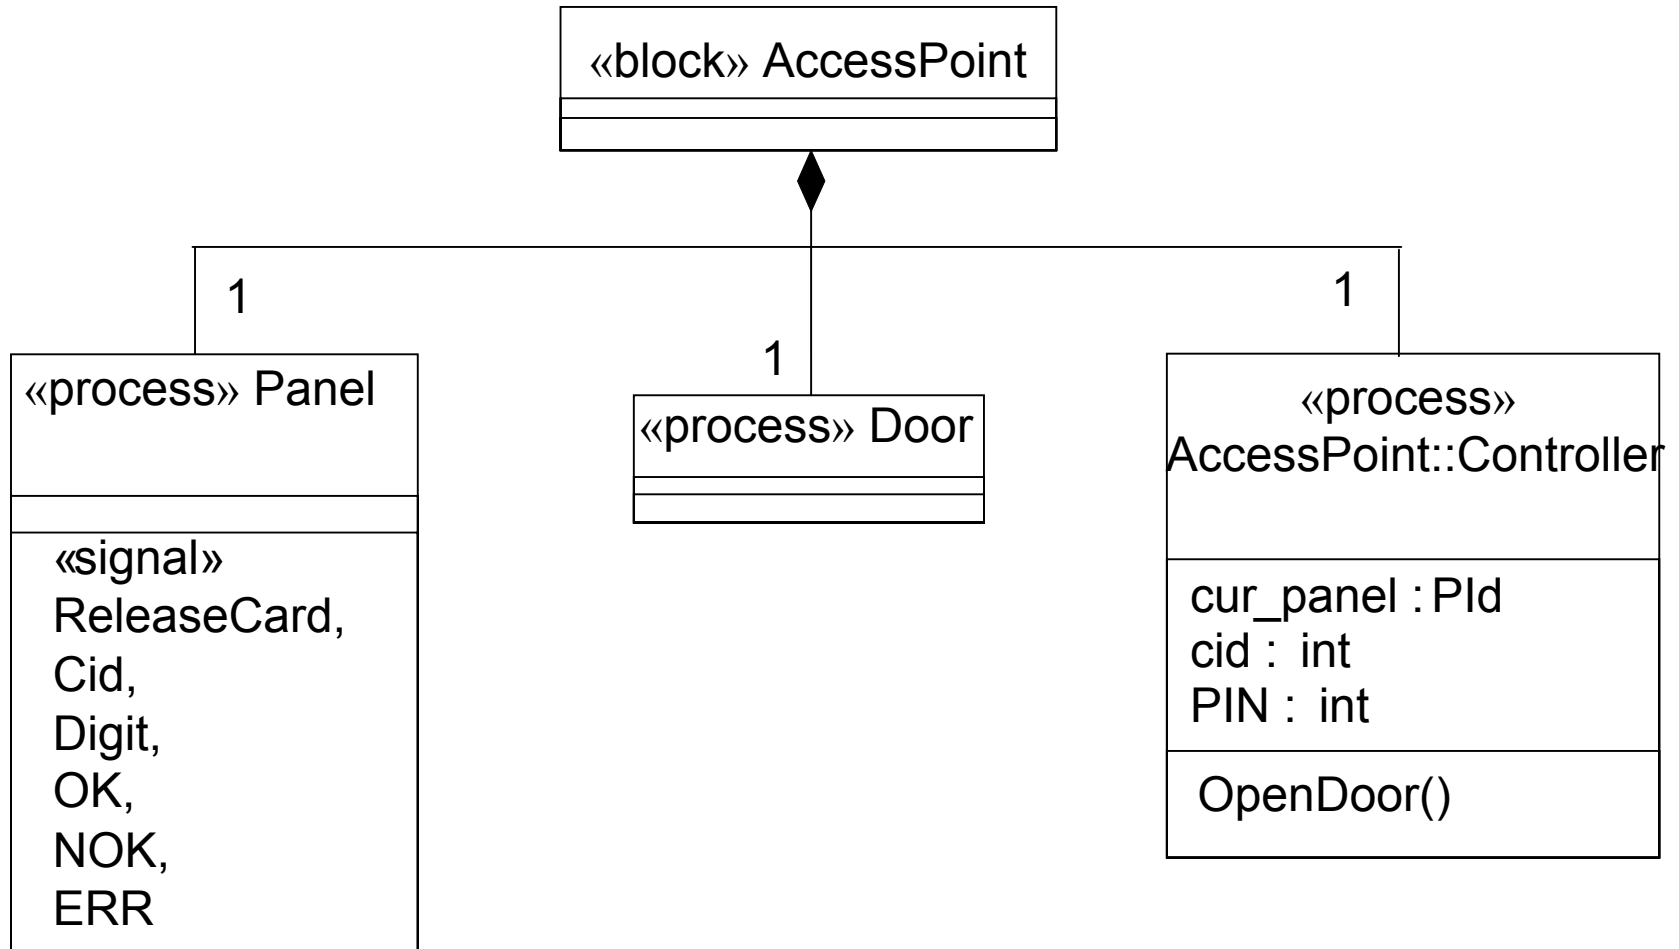 «block» AccessPoint
1
1
1
«process» Panel
«signal»
ReleaseCard,
Cid,
Digit,
OK,
NOK,
ERR
«process» Door
«process»
AccessPoint::Controller
cur_panel : PId
cid : int
PIN : int
OpenDoor()